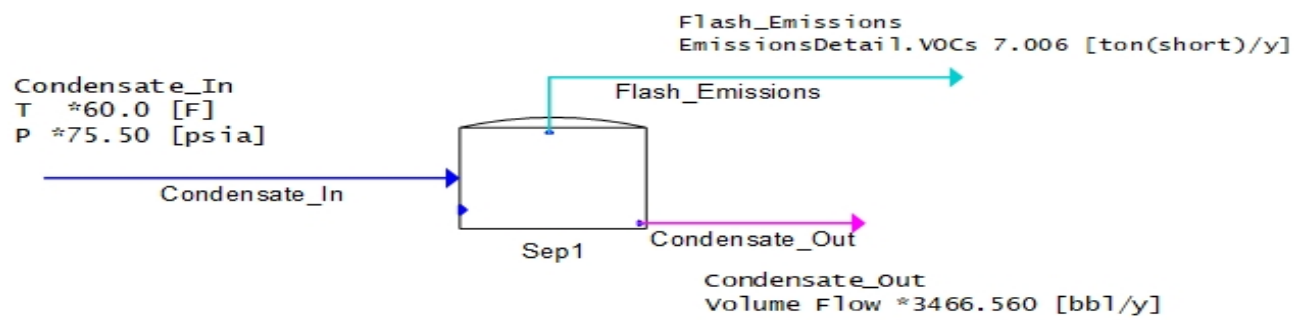 Flash_Emissions
EmissionsDetail.VOCs 7.006 [ton(short)/y]
Condensate_In
T *60.0 [F]
P *75.50 [psia]
Flash_Emissions
Condensate_In
Sep1
Condensate_Out
Condensate_Out
Volume Flow *3466.560 [bbl/y]